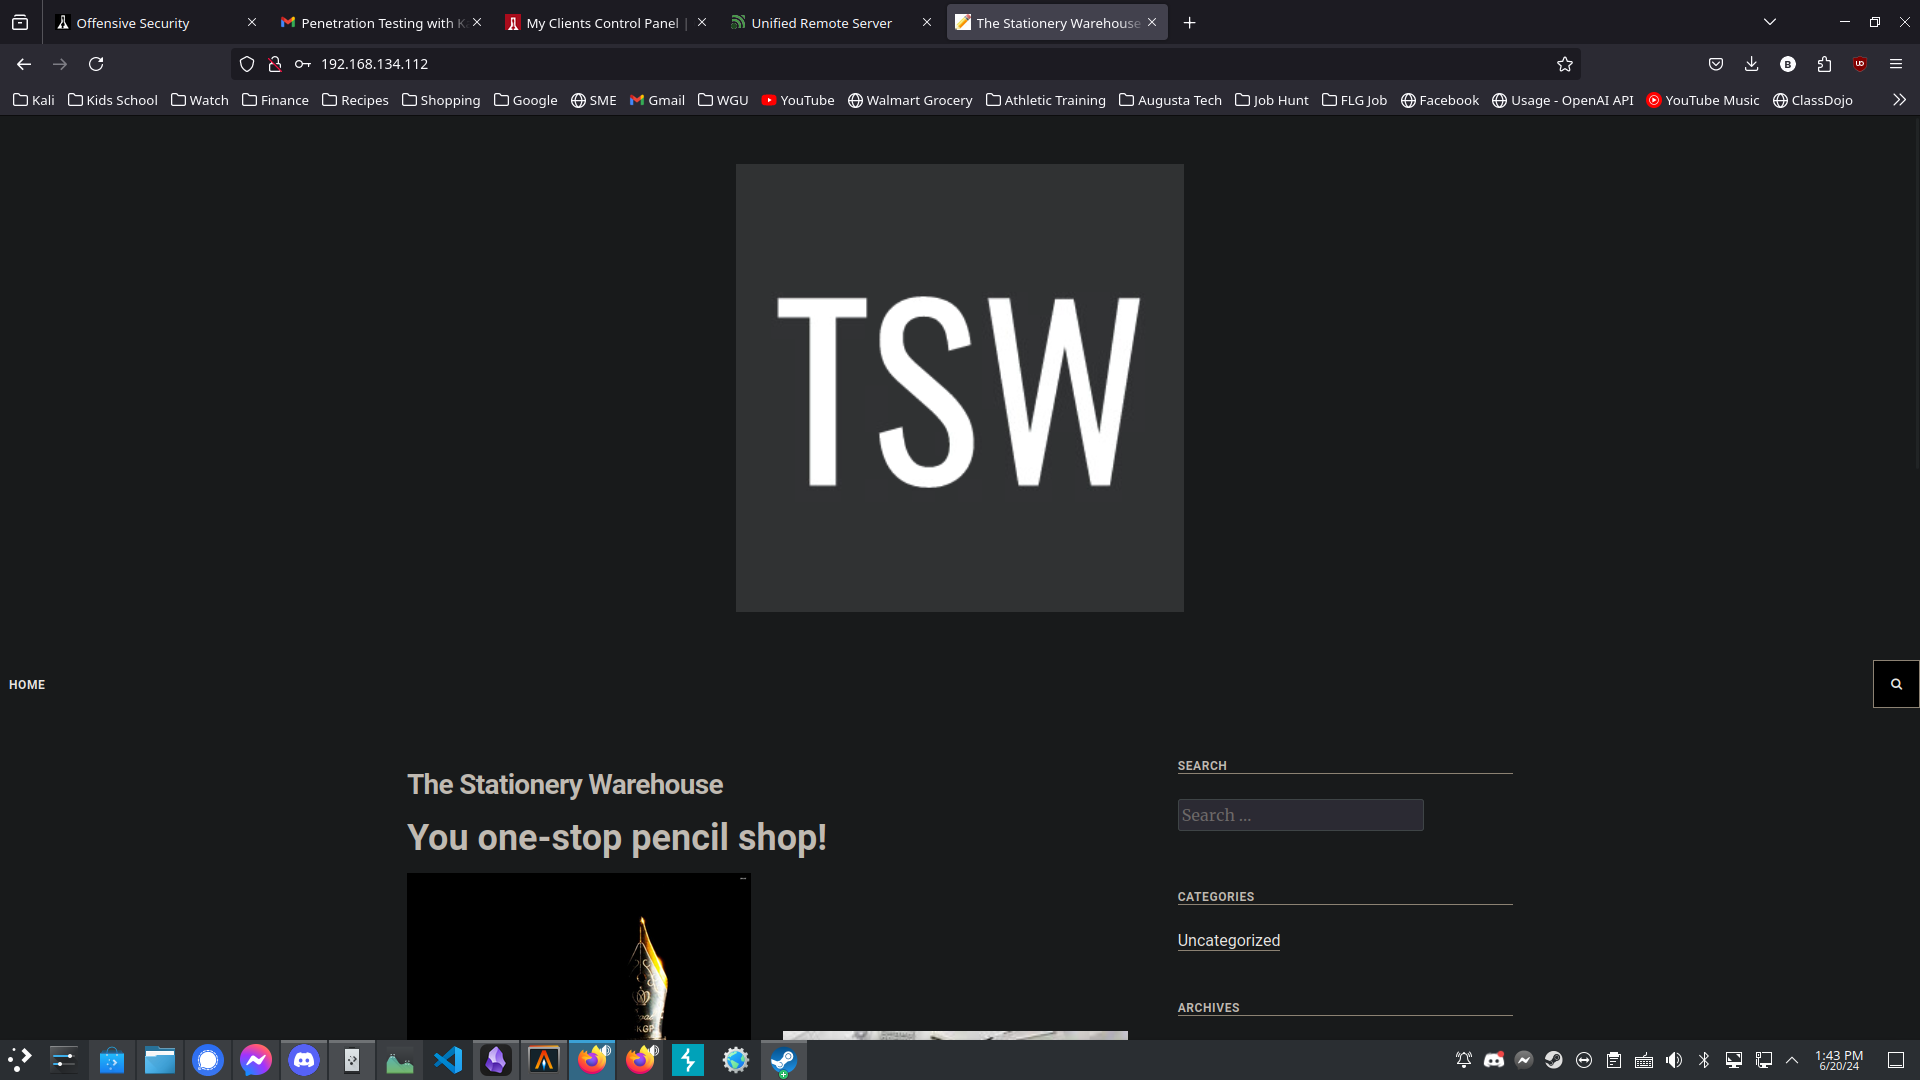 Offensive Security
Penetration Testing with K
My Clients Control Panel |
Unified Remote Server
The Stationery Warehouse
192.168.134.112
B
UD
Kali
Kids School
Watch
Finance
Recipes
Shopping
Google
SME
Gmail
WGU
YouTube
Walmart Grocery
Athletic Training
Augusta Tech
Job Hunt
FLG Job
Facebook
Usage - OpenAI API
YouTube Music
ClassDojo
TSW
HOME
The Stationery Warehouse
You one-stop pencil shop!
SEARCH
Search ...
CATEGORIES
Uncategorized
ARCHIVES
1:43 PM
6/20/24